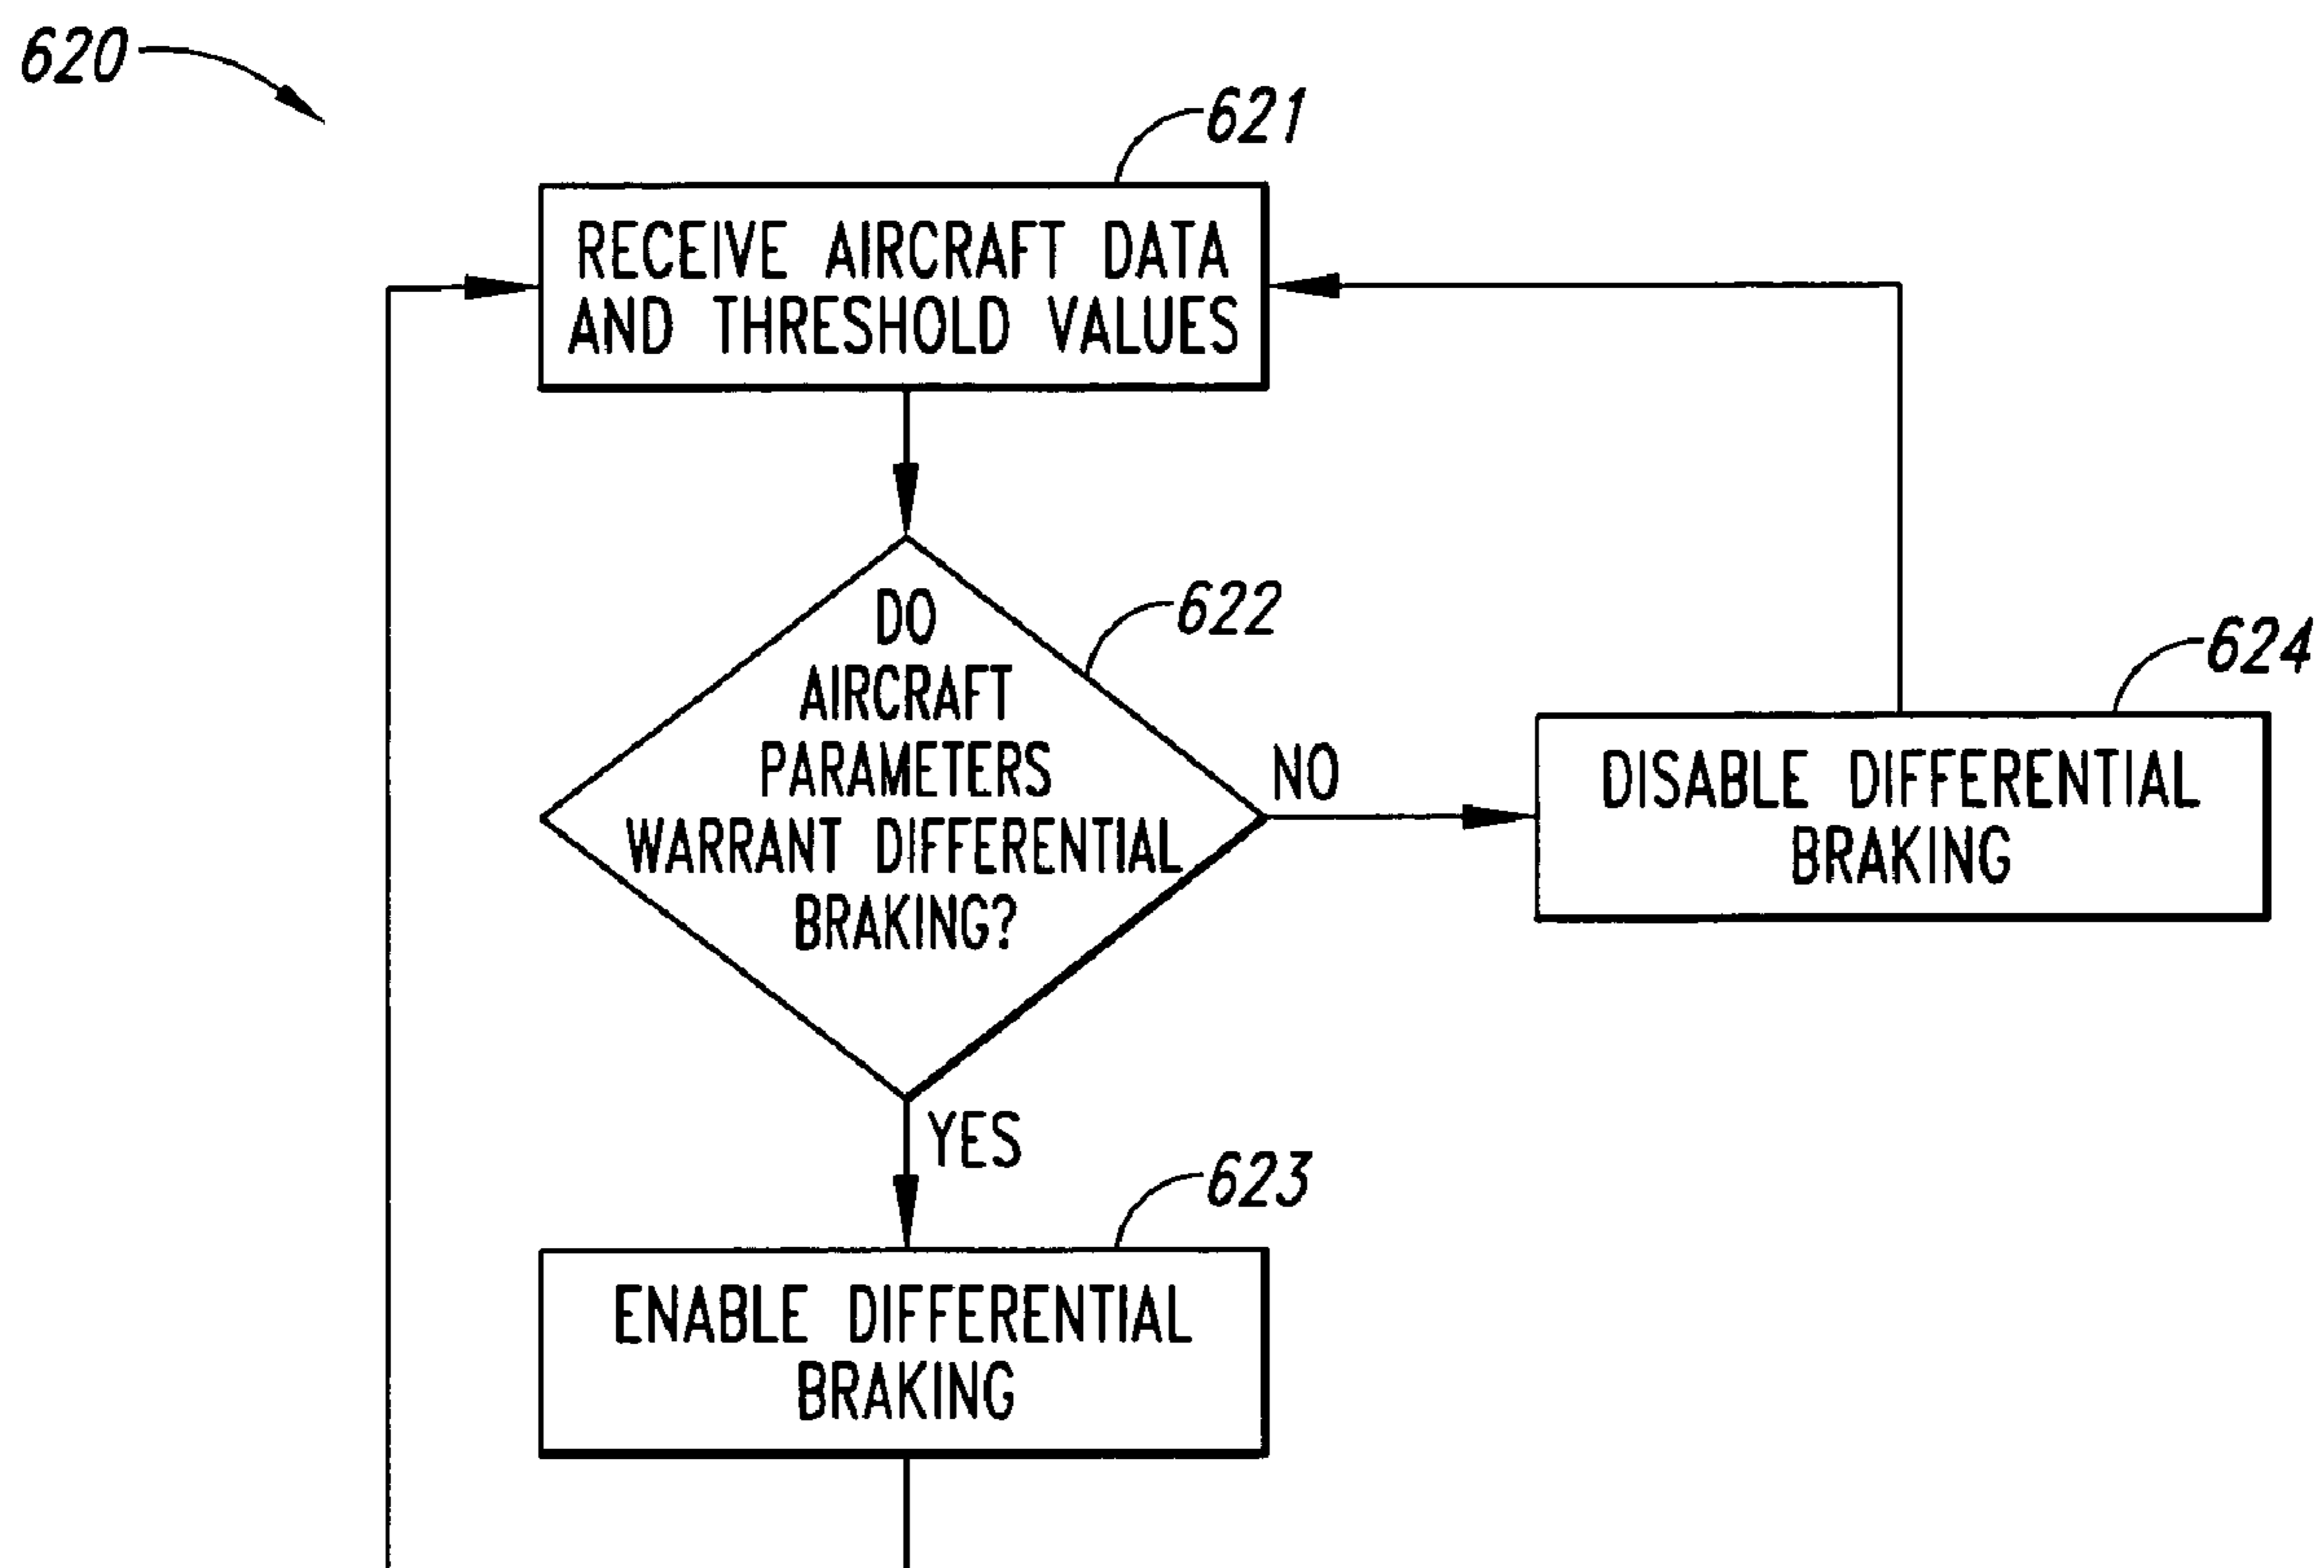 620
621
RECEIVE AIRCRAFT DATA
AND THRESHOLD VALUES
622
DO
AIRCRAFT
PARAMETERS
WARRANT DIFFERENTIAL
BRAKING?
NO
624
DISABLE DIFFERENTIAL
BRAKING
YES
623
ENABLE DIFFERENTIAL
BRAKING